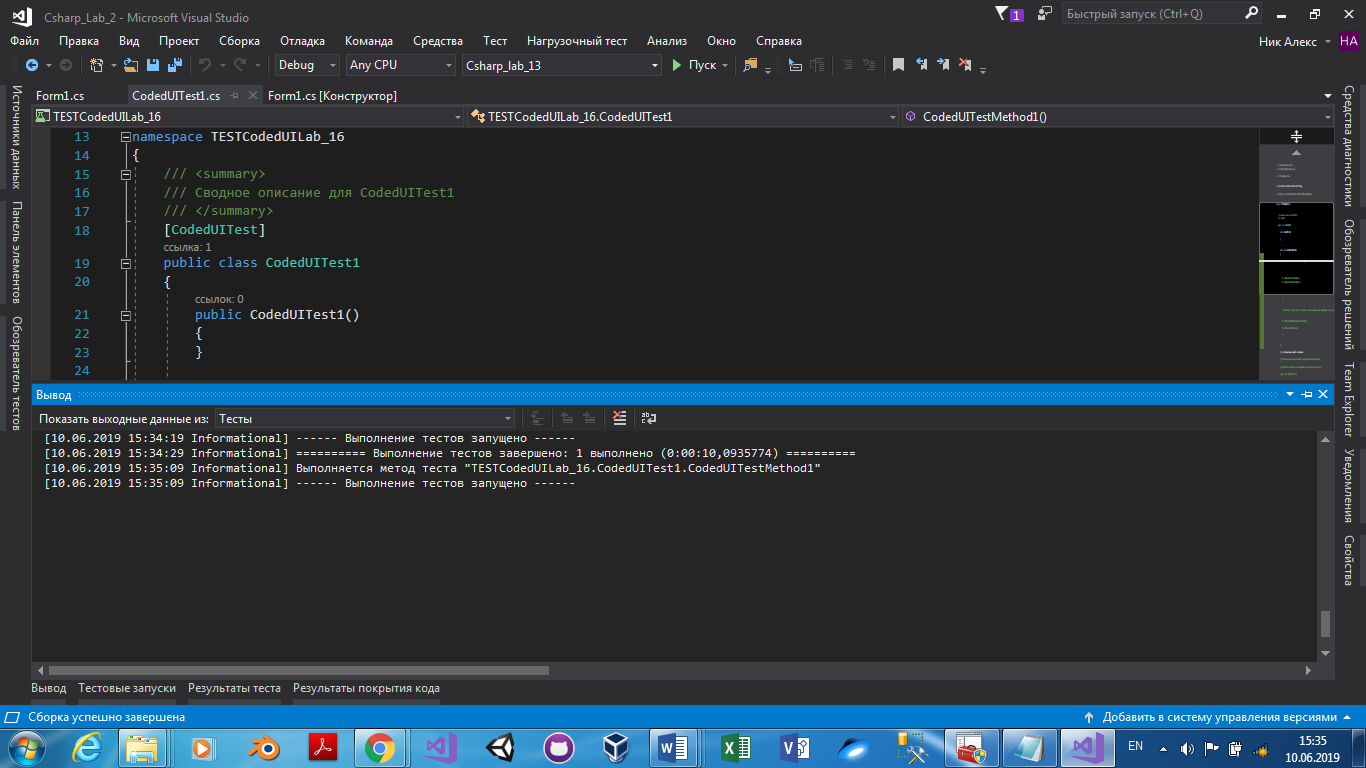 Csharp_Lab_2 - Microsoft Visual Studio
1
Быстрый запуск (Ctrl+Q)
Файл Правка Вид Проект Сборка Отладка Команда Средства Тест Нагрузочный тест Анализ Окно Справка
Ник Алекс НА
Debug Any CPU Csharp_lab_13 Пуск
Form1.cs CodedUITest1.cs Form1.cs [Конструктор]
TESTCodedUILab_16 TESTCodedUILab_16.CodedUITest1 CodedUITestMethod1()
13 namespace TESTCodedUILab_16
14 {
15 /// <summary>
16 /// Сводное описание для CodedUITest1
17 /// </summary>
18 [CodedUITest]
ссылка: 1
19 public class CodedUITest1
20 {
ссылок: 0
21 public CodedUITest1()
22 {
23 }
24
Источники данных
Панель элементов
Обозреватель тестов
Средства диагностики
Обозреватель решений
Team Explorer
Уведомления
Свойства
Вывод
Показать выходные данные из: Тесты
[10.06.2019 15:34:19 Informational] ------ Выполнение тестов запущено ------
[10.06.2019 15:34:29 Informational] ========== Выполнение тестов завершено: 1 выполнено (0:00:10,0935774) ==========
[10.06.2019 15:35:09 Informational] Выполняется метод теста "TESTCodedUILab_16.CodedUITest1.CodedUITestMethod1"
[10.06.2019 15:35:09 Informational] ------ Выполнение тестов запущено ------
Вывод Тестовые запуски Результаты теста Результаты покрытия кода
Сборка успешно завершена
Добавить в систему управления версиями
EN
15:35
10.06.2019